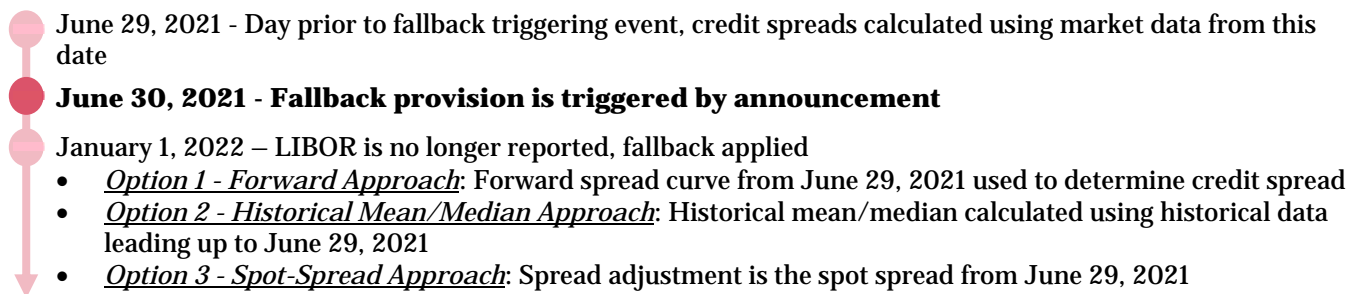 June 29, 2021 - Day prior to fallback triggering event, credit spreads calculated using market data from this
date
June 30, 2021 - Fallback provision is triggered by announcement
January 1, 2022 – LIBOR is no longer reported, fallback applied
• Option 1 - Forward Approach: Forward spread curve from June 29, 2021 used to determine credit spread
• Option 2 - Historical Mean/Median Approach: Historical mean/median calculated using historical data
leading up to June 29, 2021
• Option 3 - Spot-Spread Approach: Spread adjustment is the spot spread from June 29, 2021